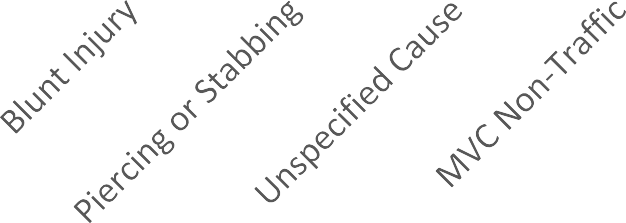 Blunt Injury
Piercing or Stabbing
Unspecified Cause
MVC Non-Traffic